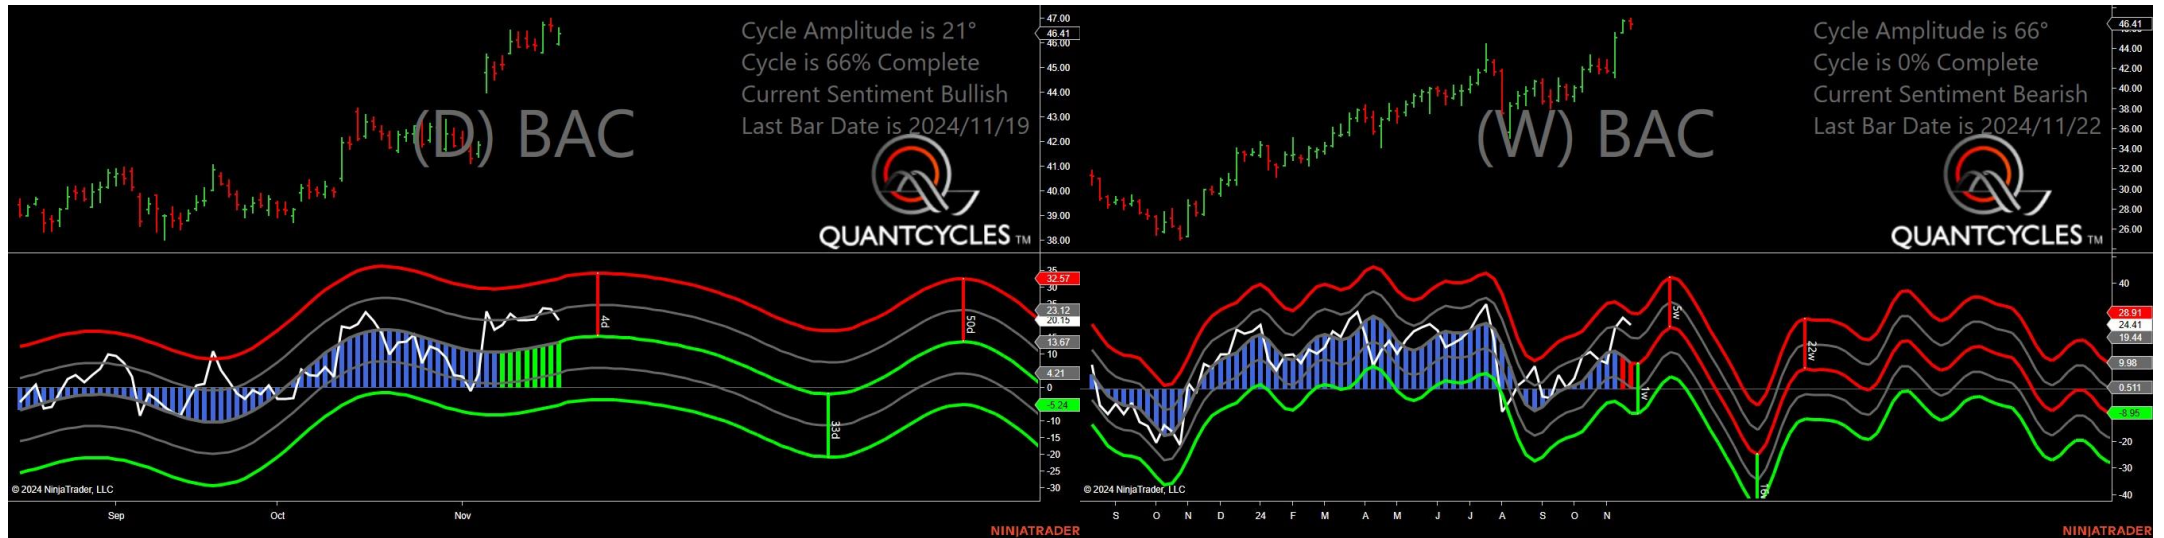 Cycle Amplitude is 21°
Cycle is 66% Complete
Current Sentiment Bullish
Last Bar Date is 2024/11/19
(D) BAC
QUANTCYCLES TM
47.00
46.41
46.00
45.00
44.00
43.00
42.00
41.00
40.00
39.00
38.00
35
32.57
30
25
23.12
20.15
15
13.67
10
4.21
0
-5.24
-10
-15
-20
-25
-30
4d
33d
50d
© 2024 NinjaTrader, LLC
Sep Oct Nov
NINJATRADER
Cycle Amplitude is 66°
Cycle is 0% Complete
Current Sentiment Bearish
Last Bar Date is 2024/11/22
(W) BAC
QUANTCYCLES TM
46.41
44.00
42.00
40.00
38.00
36.00
34.00
32.00
30.00
28.00
26.00
40
28.91
24.41
19.44
9.98
0.511
-8.95
-20
-30
-40
1w
5w
22w
© 2024 NinjaTrader, LLC
S O N D 24 F M A M J J A S O N
NINJATRADER